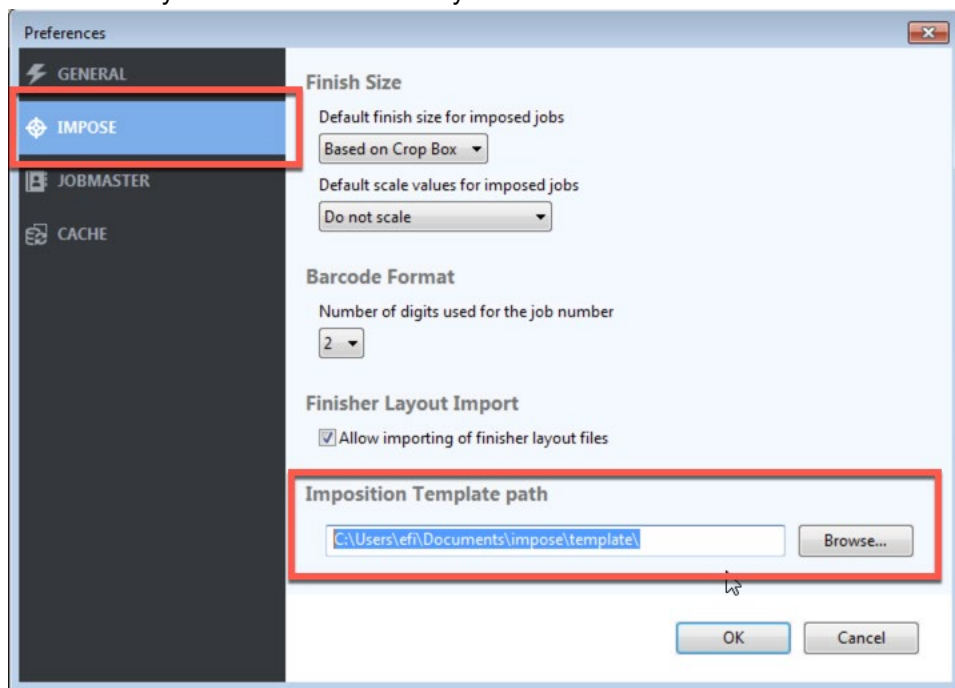 Preferences
GENERAL
IMPOSE
JOBMASTER
CACHE
Finish Size
Default finish size for imposed jobs
Based on Crop Box
Default scale values for imposed jobs
Do not scale
Barcode Format
Number of digits used for the job number
2
Finisher Layout Import
Allow importing of finisher layout files
Imposition Template path
C:\Users\efi\Documents\impose\template\
Browse...
OK
Cancel